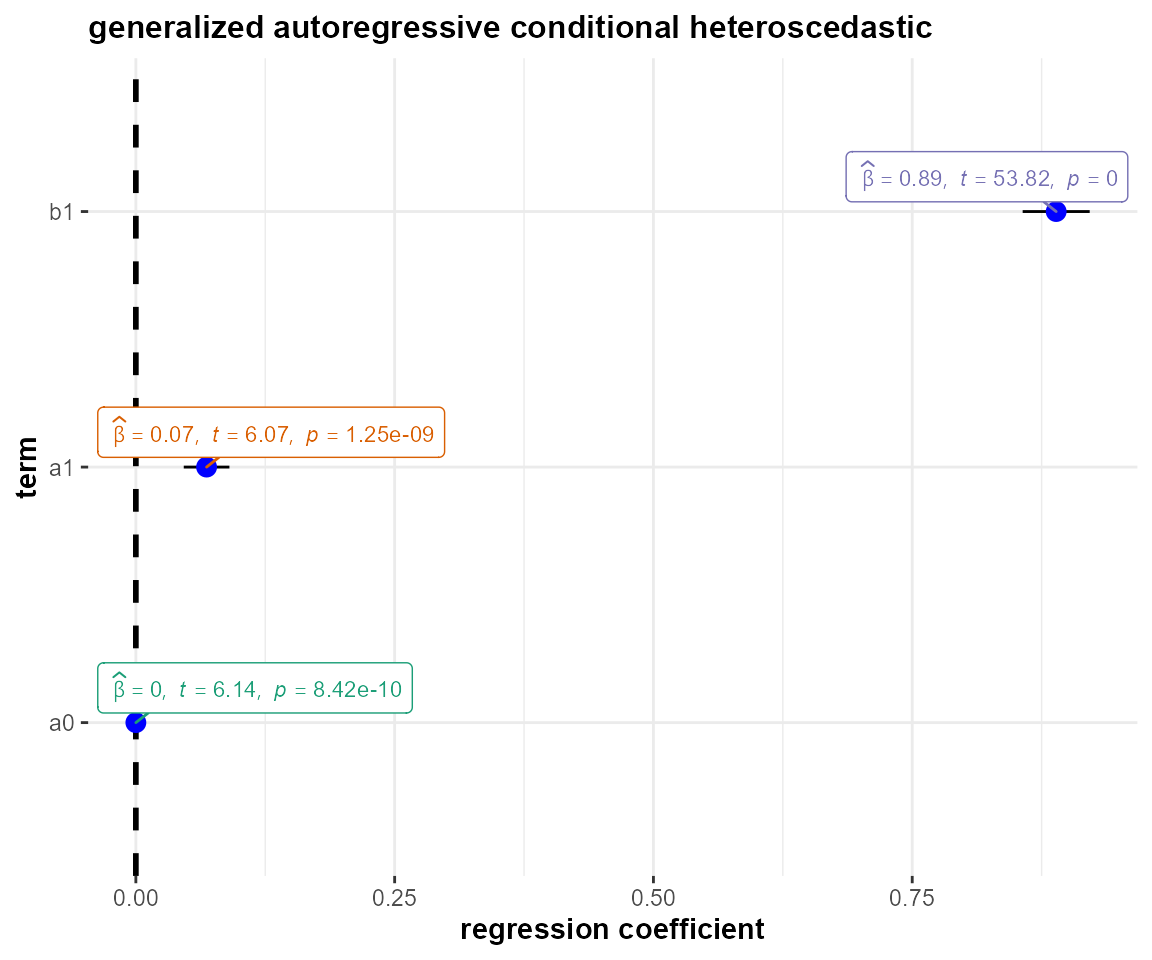 generalized autoregressive conditional heteroscedastic
β̂ = 0.89, t = 53.82, p = 0
b1
β̂ = 0.07, t = 6.07, p = 1.25e-09
a1
term
β̂ = 0, t = 6.14, p = 8.42e-10
a0
0.00 0.25 0.50 0.75
regression coefficient